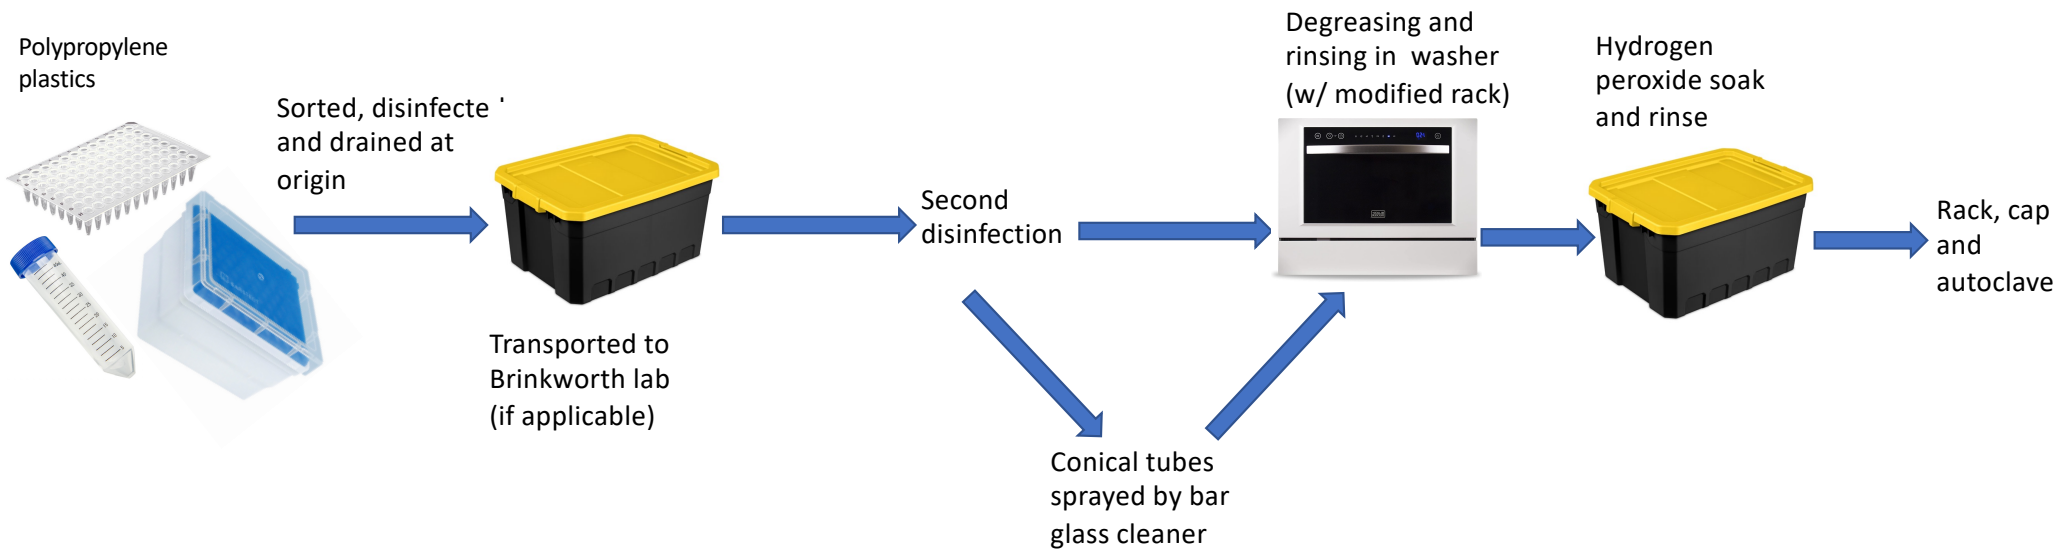 Polypropylene
plastics
Sorted, disinfecte
and drained at
origin
Transported to
Brinkworth lab
(if applicable)
Second
disinfection
Conical tubes
sprayed by bar
glass cleaner
Degreasing and
rinsing in washer
(w/ modified rack)
Hydrogen
peroxide soak
and rinse
Rack, cap
and
autoclave